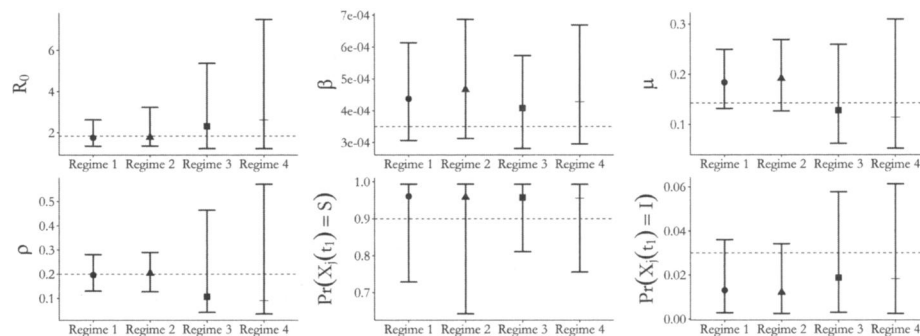 R0
6
4
2
Regime 1 Regime 2 Regime 3 Regime 4
β
7e-04
6e-04
5e-04
4e-04
3e-04
Regime 1 Regime 2 Regime 3 Regime 4
μ
0.3
0.2
0.1
Regime 1 Regime 2 Regime 3 Regime 4
ρ
0.5
0.4
0.3
0.2
0.1
Regime 1 Regime 2 Regime 3 Regime 4
Pr(Xj(t1) = S)
1.0
0.9
0.8
0.7
Regime 1 Regime 2 Regime 3 Regime 4
Pr(Xj(t1) = I)
0.06
0.04
0.02
0.00
Regime 1 Regime 2 Regime 3 Regime 4